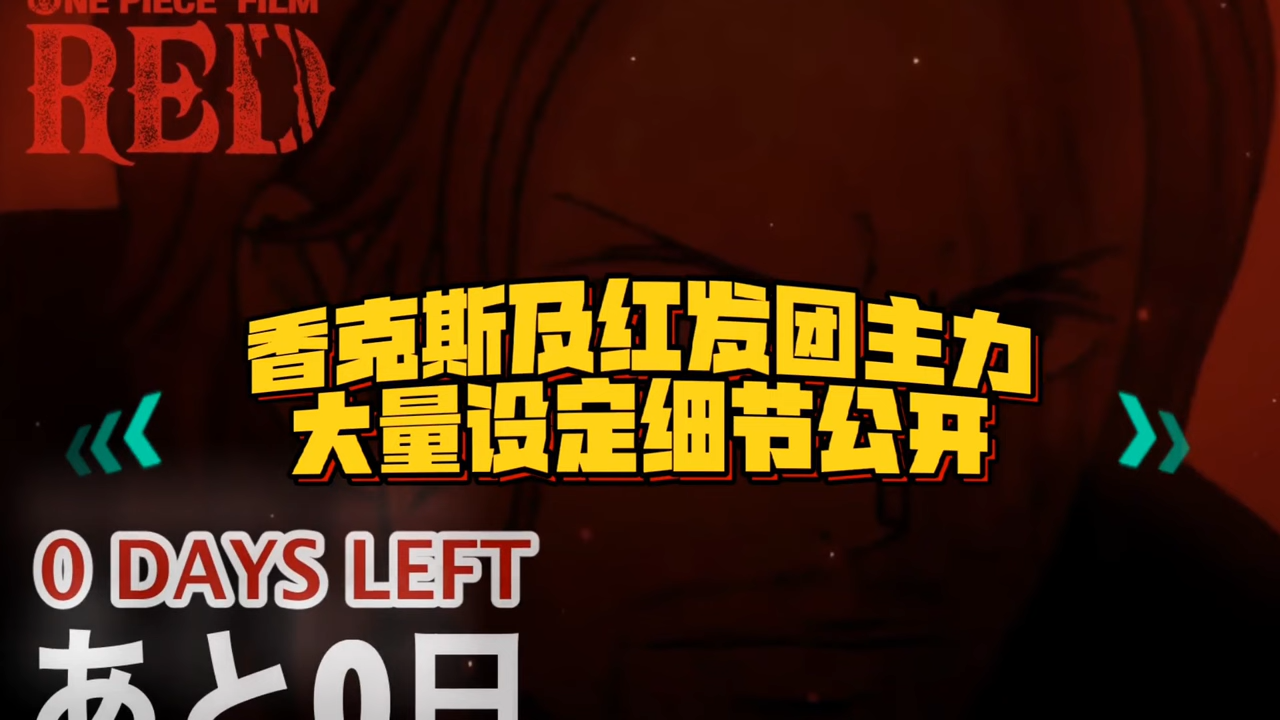 ONE PIECE FILM
RED
香克斯及红发团主力
大量设定细节公开
0 DAYS LEFT
あと0日